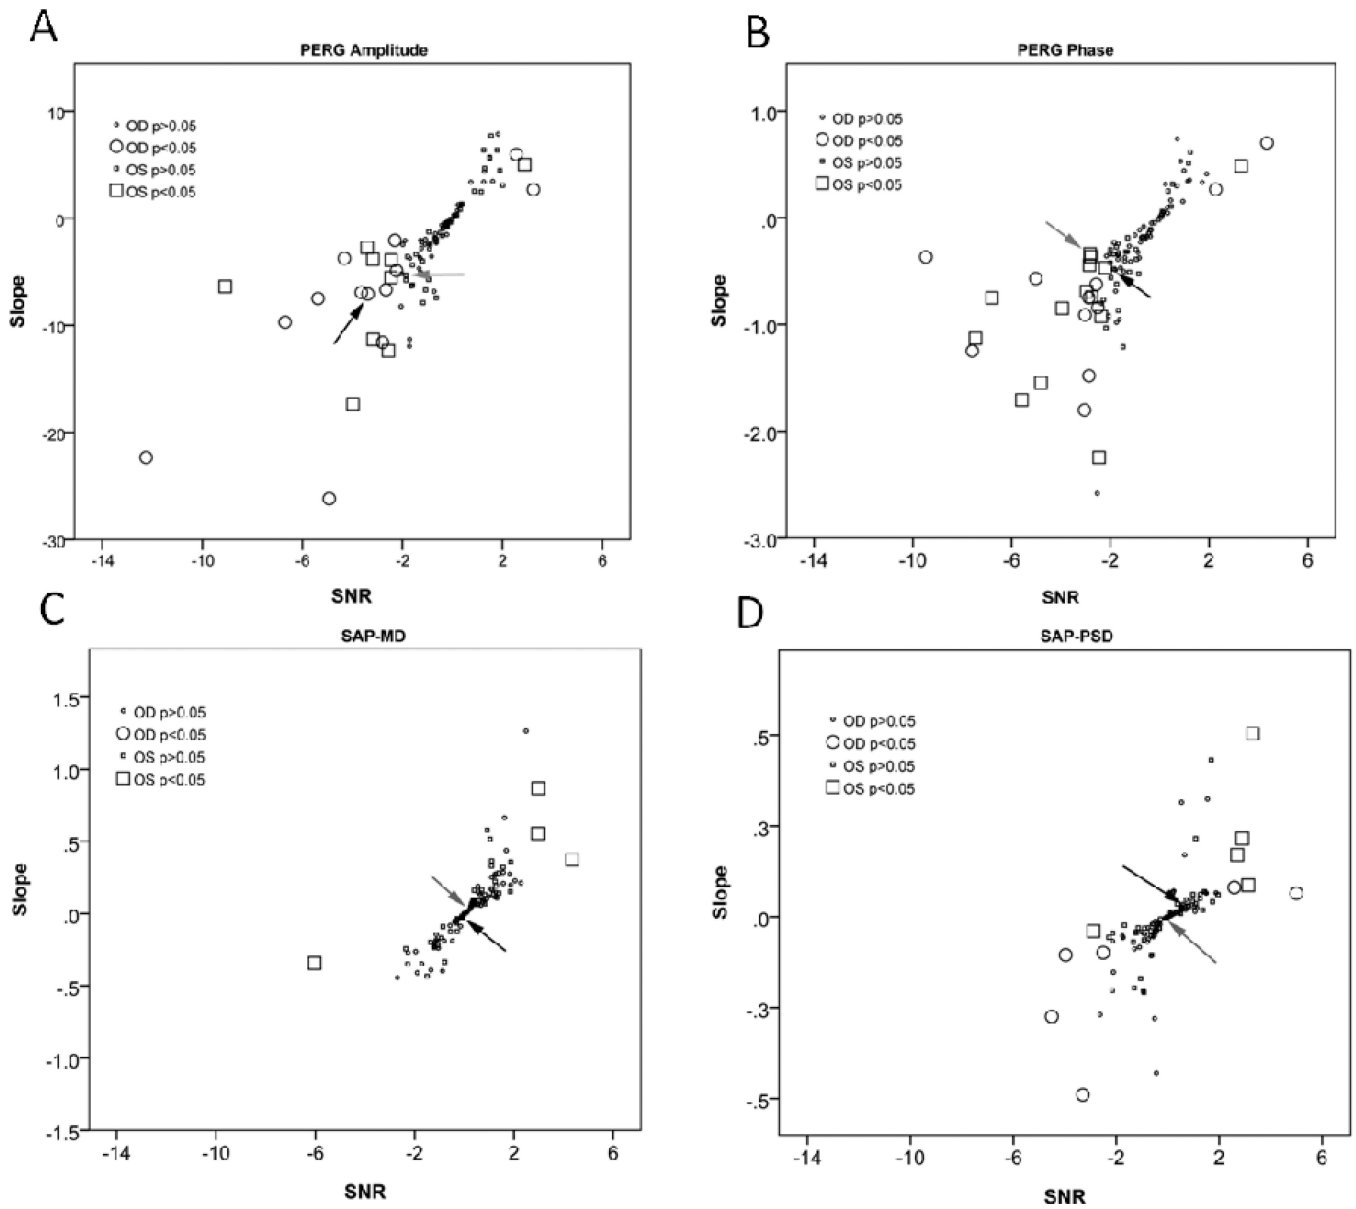 A
PERG Amplitude
10
0
-10
-20
-30
OD p>0.05
OD p<0.05
OS p>0.05
OS p<0.05
Slope
-14 -10 -6 -2 2 6
SNR
B
PERG Phase
1.0
.0
-1.0
-2.0
-3.0
OD p>0.05
OD p<0.05
OS p>0.05
OS p<0.05
Slope
-14 -10 -6 -2 2 6
SNR
C
SAP-MD
1.5
1.0
.5
.0
-.5
-1.0
-1.5
OD p>0.05
OD p<0.05
OS p>0.05
OS p<0.05
Slope
-14 -10 -6 -2 2 6
SNR
D
SAP-PSD
.5
.3
.0
-.3
-.5
OD p>0.05
OD p<0.05
OS p>0.05
OS p<0.05
Slope
-14 -10 -6 -2 2 6
SNR